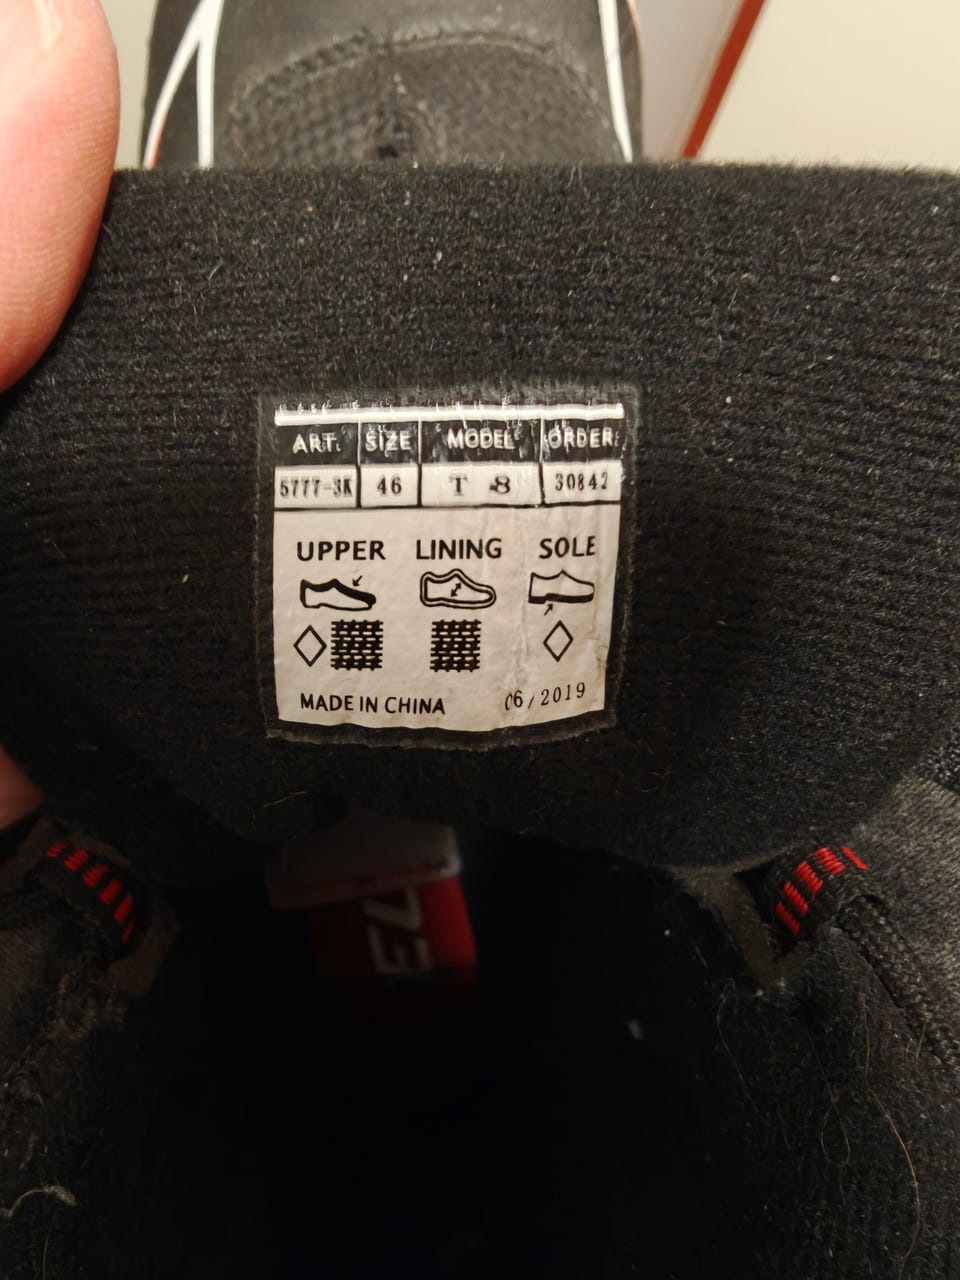 ART. SIZE MODEL ORDER
5777-3K 46 T 8 30842
UPPER LINING SOLE
MADE IN CHINA 06/2019